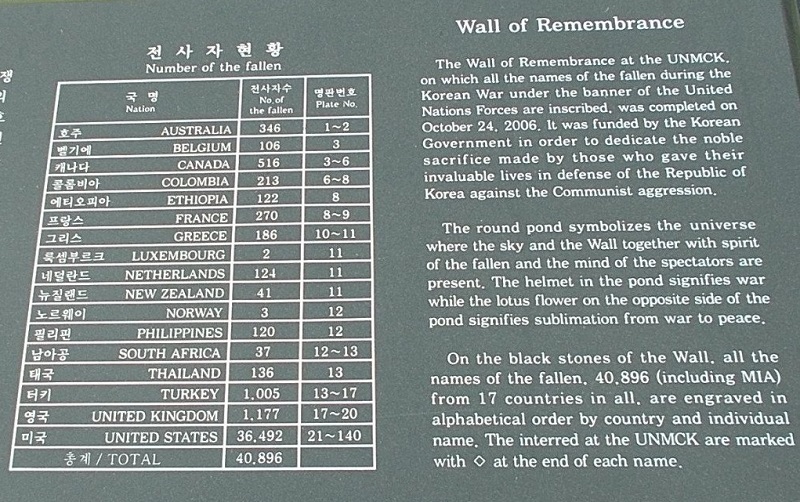 전사자현황
Number of the fallen
국 명 전사자수 명판번호
Nation No.of the fallen Plate No.
호주 AUSTRALIA 346 1~2
벨기에 BELGIUM 106 3
캐나다 CANADA 516 3~6
콜롬비아 COLOMBIA 213 6~8
에티오피아 ETHIOPIA 122 8
프랑스 FRANCE 270 8~9
그리스 GREECE 186 10~11
룩셈부르크 LUXEMBOURG 2 11
네덜란드 NETHERLANDS 124 11
뉴질랜드 NEW ZEALAND 41 11
노르웨이 NORWAY 3 12
필리핀 PHILIPPINES 120 12
남아공 SOUTH AFRICA 37 12~13
태국 THAILAND 136 13
터키 TURKEY 1,005 13~17
영국 UNITED KINGDOM 1,177 17~20
미국 UNITED STATES 36,492 21~140
총계/TOTAL 40,896
Wall of Remembrance
The Wall of Remembrance at the UNMCK,
on which all the names of the fallen during the
Korean War under the banner of the United
Nations Forces are inscribed, was completed on
October 24, 2006. It was funded by the Korean
Government in order to dedicate the noble
sacrifice made by those who gave their
invaluable lives in defense of the Republic of
Korea against the Communist aggression.
The round pond symbolizes the universe
where the sky and the Wall together with spirit
of the fallen and the mind of the spectators are
present. The helmet in the pond signifies war
while the lotus flower on the opposite side of the
pond signifies sublimation from war to peace.
On the black stones of the Wall, all the
names of the fallen, 40,896 (including MIA)
from 17 countries in all, are engraved in
alphabetical order by country and individual
name. The interred at the UNMCK are marked
with ◇ at the end of each name.